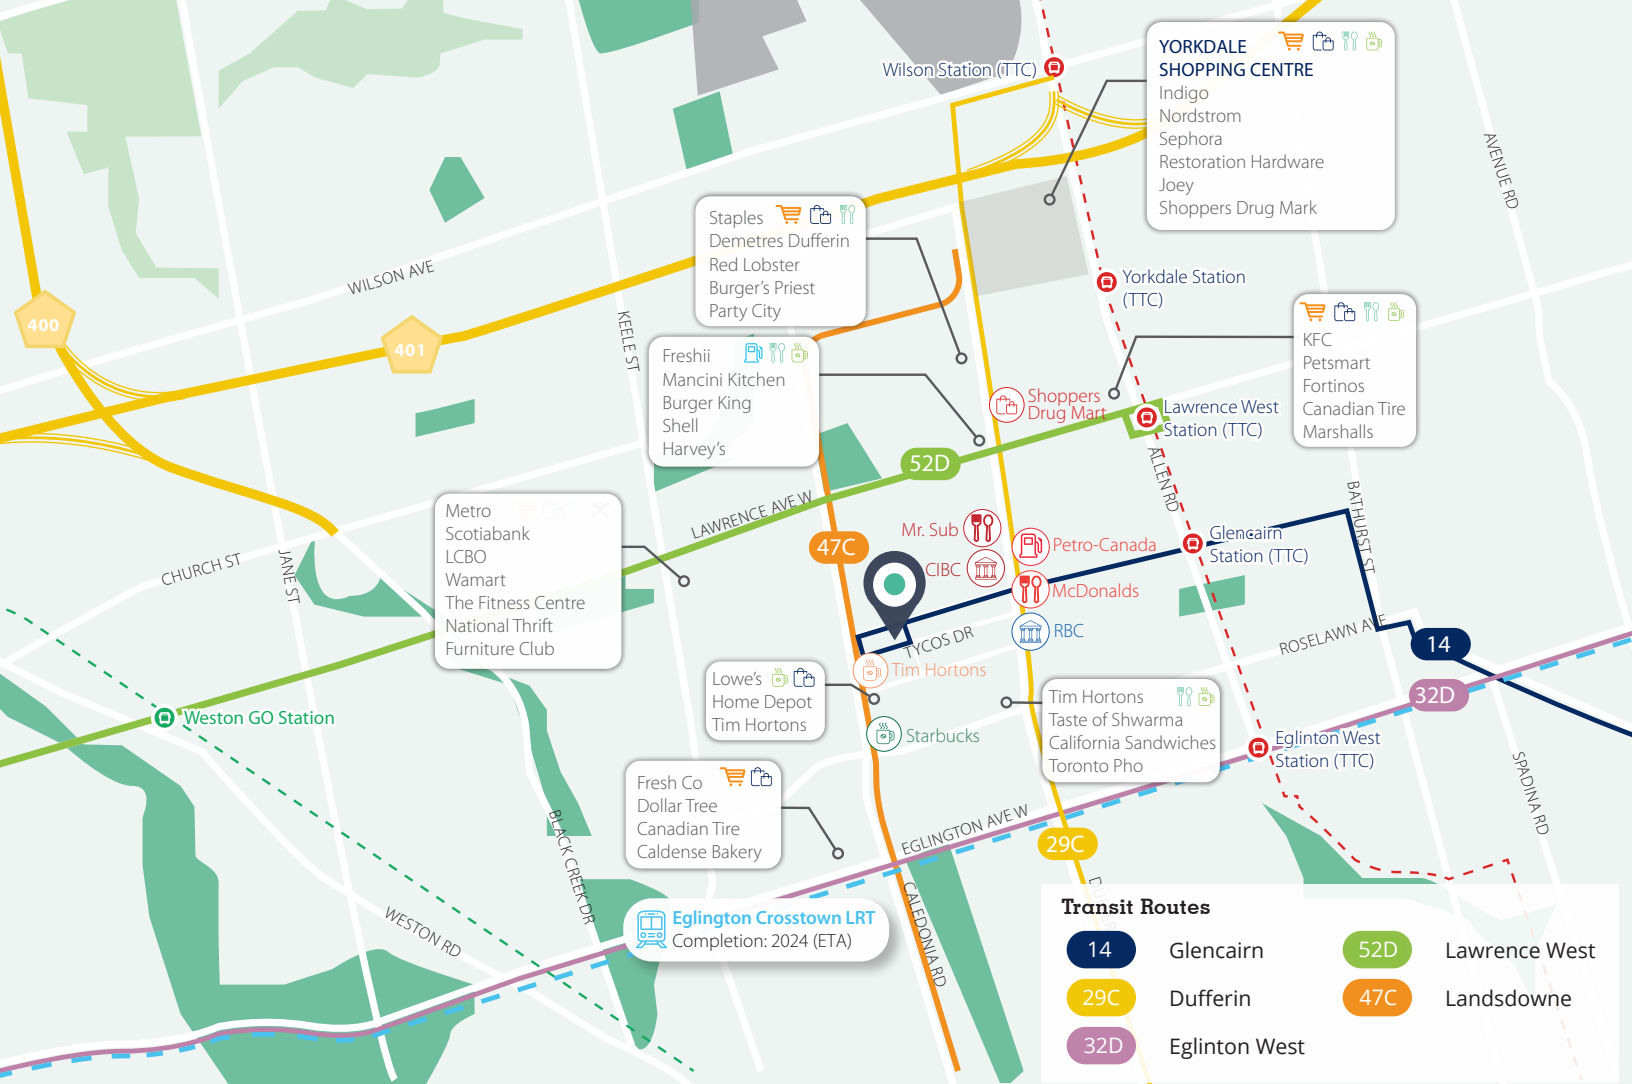 Wilson Station (TTC)
YORKDALE
SHOPPING CENTRE
Indigo
Nordstrom
Sephora
Restoration Hardware
Joey
Shoppers Drug Mark
AVENUE RD
WILSON AVE
Staples
Demetres Dufferin
Red Lobster
Burger's Priest
Party City
Yorkdale Station
(TTC)
400
401
KEELE ST
Freshii
Mancini Kitchen
Burger King
Shell
Harvey's
KFC
Petsmart
Fortinos
Canadian Tire
Marshalls
Shoppers
Drug Mart
Lawrence West
Station (TTC)
52D
ALLEN RD
BATHURST ST
LAWRENCE AVE W
Metro
Scotiabank
LCBO
Wamart
The Fitness Centre
National Thrift
Furniture Club
CHURCH ST
JANE ST
47C
Mr. Sub
Petro-Canada
CIBC
McDonalds
RBC
Glencairn
Station (TTC)
TYCOS DR
ROSELAWN AVE
14
32D
Tim Hortons
Lowe's
Home Depot
Tim Hortons
Starbucks
Tim Hortons
Taste of Shwarma
California Sandwiches
Toronto Pho
Weston GO Station
Eglinton West
Station (TTC)
SPADINA RD
Fresh Co
Dollar Tree
Canadian Tire
Caldense Bakery
BLACK CREEK DR
EGLINGTON AVE W
29C
WESTON RD
CALEDONIA RD
Eglington Crosstown LRT
Completion: 2024 (ETA)
Transit Routes
14 Glencairn
52D Lawrence West
29C Dufferin
47C Landsdowne
32D Eglinton West